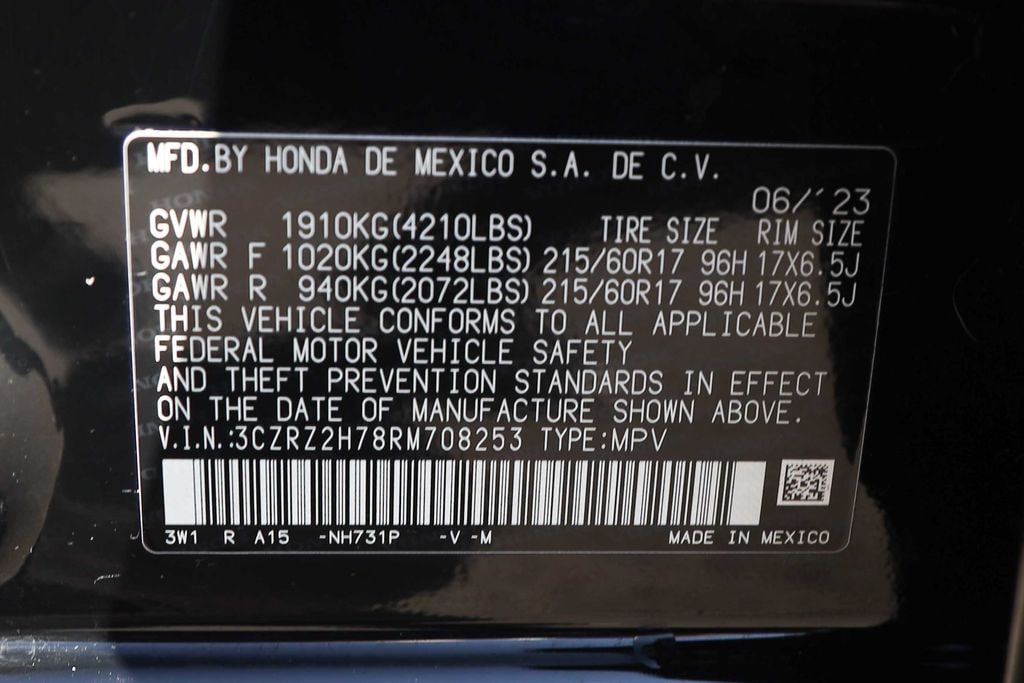 MFD.BY HONDA DE MEXICO S.A. DE C.V.
06/'23
GVWR 1910KG(4210LBS) TIRE SIZE RIM SIZE
GAWR F 1020KG(2248LBS) 215/60R17 96H 17X6.5J
GAWR R 940KG(2072LBS) 215/60R17 96H 17X6.5J
THIS VEHICLE CONFORMS TO ALL APPLICABLE
FEDERAL MOTOR VEHICLE SAFETY
AND THEFT PREVENTION STANDARDS IN EFFECT
ON THE DATE OF MANUFACTURE SHOWN ABOVE.
V.I.N.:3CZRZ2H78RM708253 TYPE:MPV
3W1 R A15 -NH731P -V -M MADE IN MEXICO